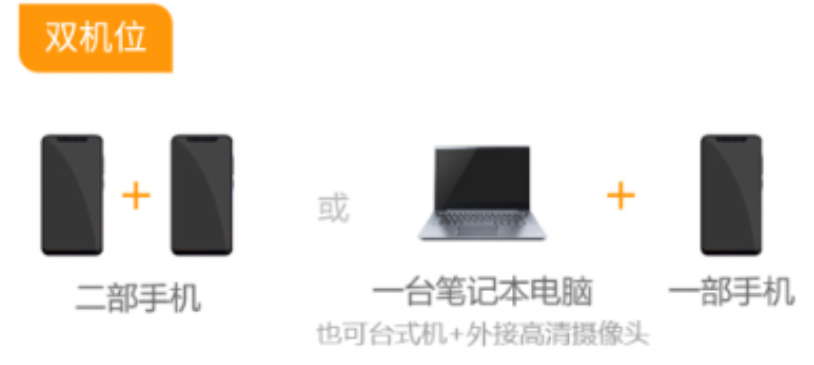 双机位
+
或
+
二部手机
一台笔记本电脑
一部手机
也可台式机+外接高清摄像头